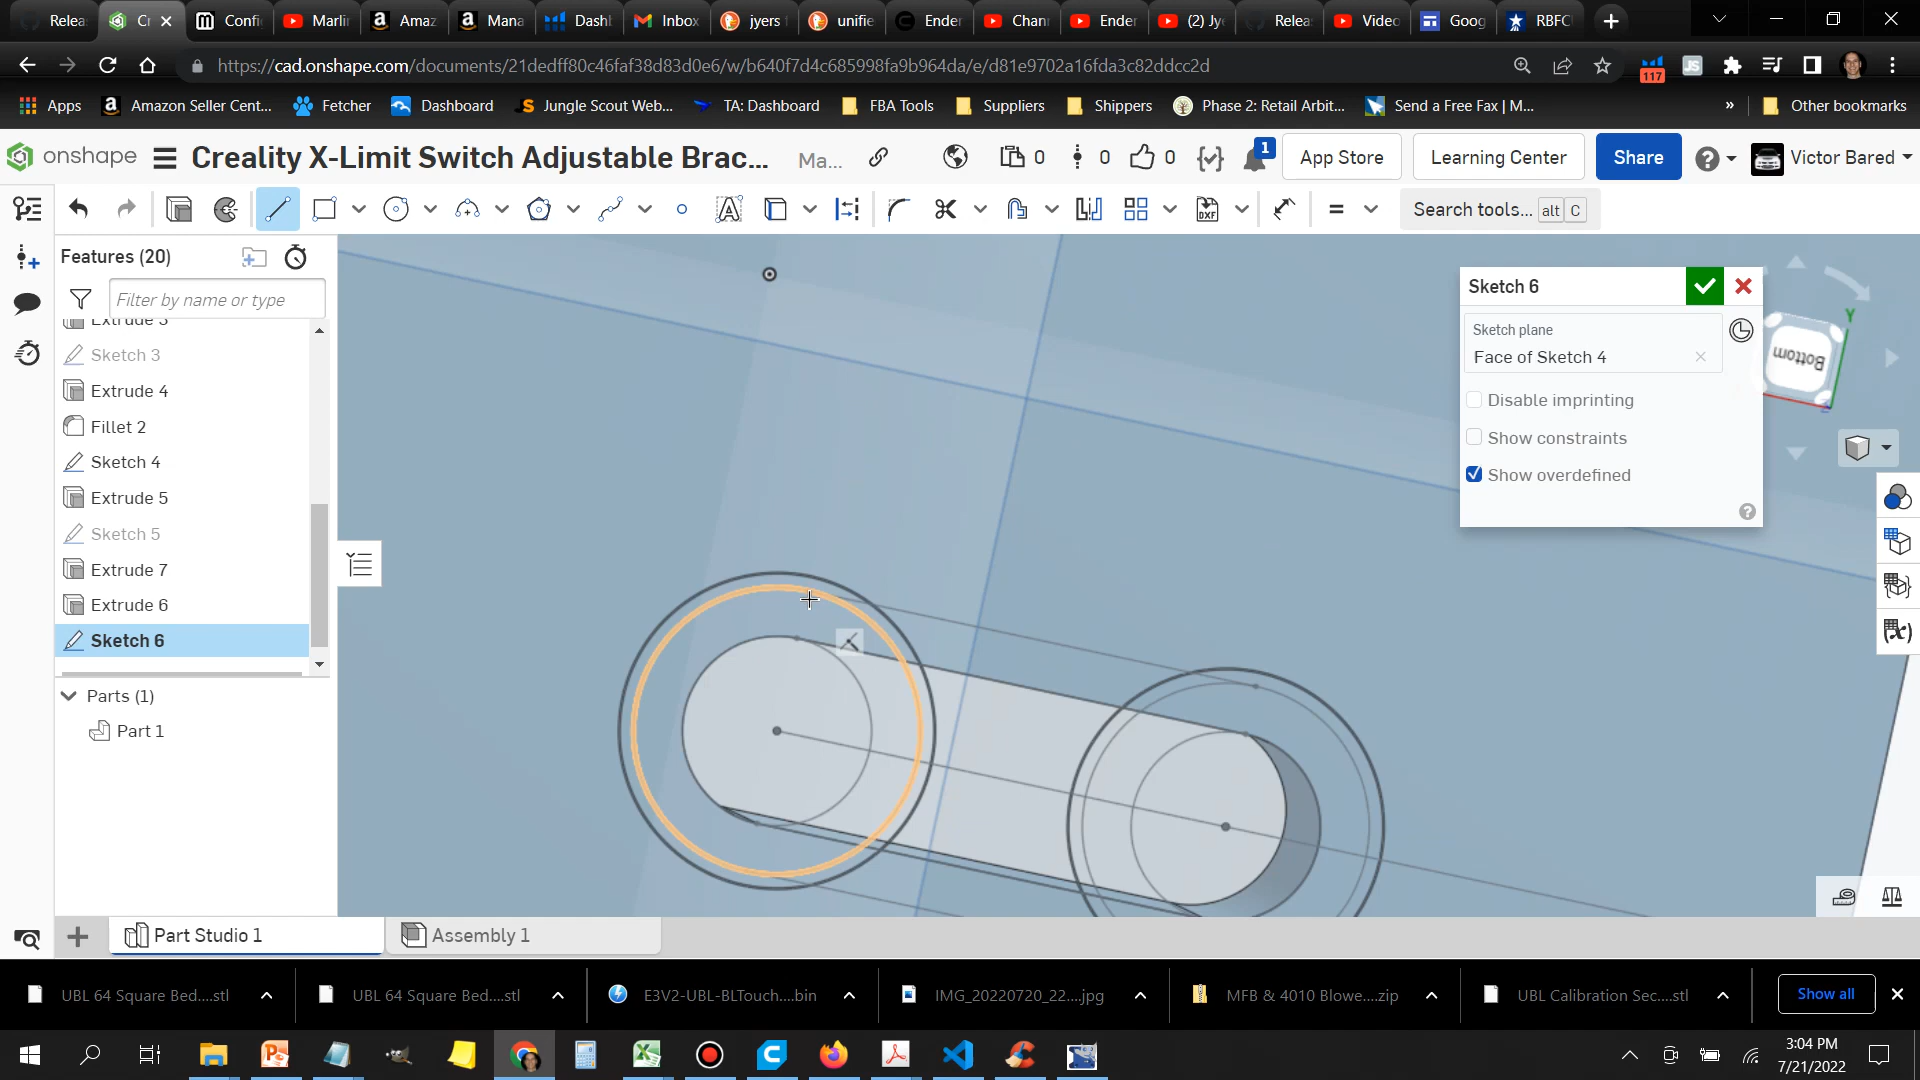 Relea
Cr
Confi
Marli
Amaz
Mana
Dashl
Inbox
jyers
unifie
Ender
Chan
Ender
(2) Jy
Relea
Vide
Goog
RBFC
https://cad.onshape.com/documents/21dedff80c46faf38d83d0e6/w/b640f7d4c685998fa9b964da/e/d81e9702a16fda3c82ddcc2d
117
Apps
Amazon Seller Cent...
Fetcher
Dashboard
Jungle Scout Web...
TA: Dashboard
FBA Tools
Suppliers
Shippers
Phase 2: Retail Arbit...
Send a Free Fax | M...
»
Other bookmarks
onshape
Creality X-Limit Switch Adjustable Brac...
Ma...
0
0
0
1
App Store
Learning Center
Share
Victor Bared
Search tools... alt C
Features (20)
Filter by name or type
Extrude 3
Sketch 3
Extrude 4
Fillet 2
Sketch 4
Extrude 5
Sketch 5
Extrude 7
Extrude 6
Sketch 6
Parts (1)
Part 1
Sketch 6
Sketch plane
Face of Sketch 4
Disable imprinting
Show constraints
Show overdefined
Bottom
Y
Part Studio 1
Assembly 1
UBL 64 Square Bed....stl
UBL 64 Square Bed....stl
E3V2-UBL-BLTouch....bin
IMG_20220720_22....jpg
MFB & 4010 Blowe....zip
UBL Calibration Sec....stl
Show all
3:04 PM
7/21/2022